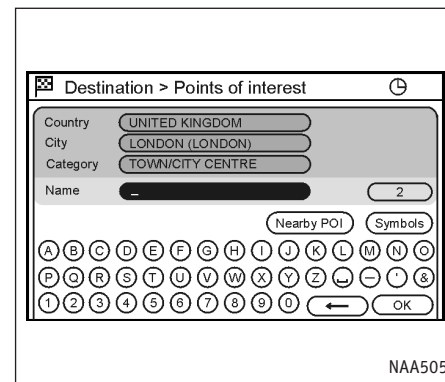 Destination > Points of interest
Country UNITED KINGDOM
City LONDON (LONDON)
Category TOWN/CITY CENTRE
Name _ 2
Nearby POI Symbols
A B C D E F G H I J K L M N O
P Q R S T U V W X Y Z ␣ – ' &
1 2 3 4 5 6 7 8 9 0 ← OK
NAA505